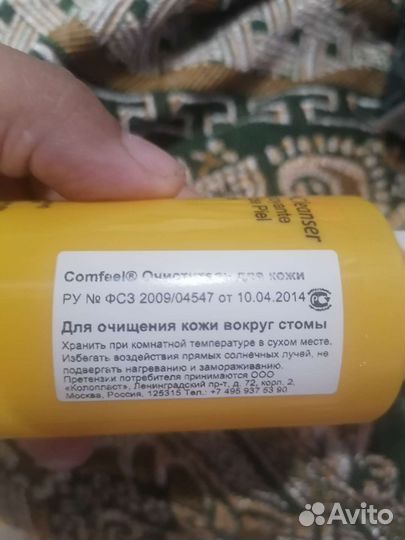 Cleanser
Piel
Comfeel® Очиститель для кожи
РУ № ФСЗ 2009/04547 от 10.04.2014
Для очищения кожи вокруг стомы
Хранить при комнатной температуре в сухом месте.
Избегать воздействия прямых солнечных лучей, не
подвергать нагреванию и замораживанию.
Претензии потребителя принимаются ООО
«Колопласт», Ленинградский пр-т, д. 72, корп. 2,
Москва, Россия, 125315 Тел.: +7 495 937 53 90
Avito